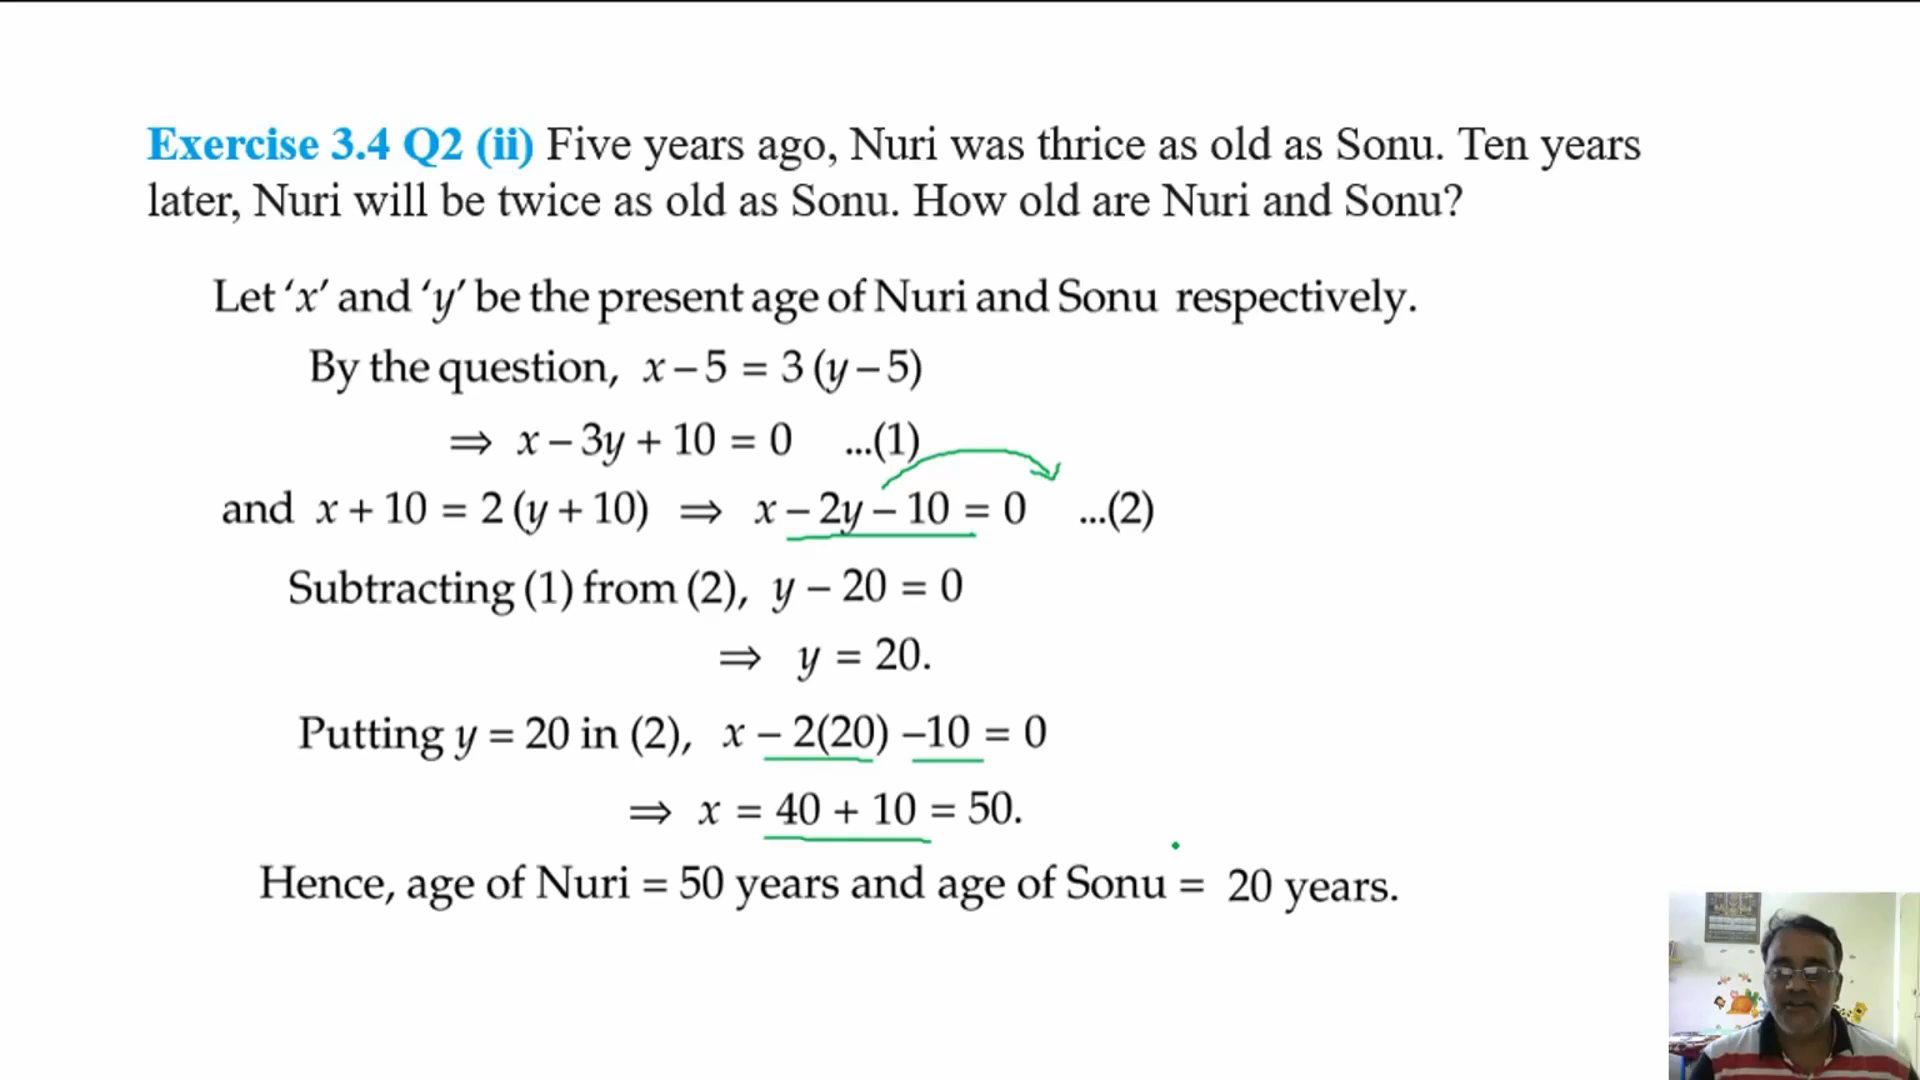 Exercise 3.4 Q2 (ii) Five years ago, Nuri was thrice as old as Sonu. Ten years
later, Nuri will be twice as old as Sonu. How old are Nuri and Sonu?
Let ‘x’ and ‘y’ be the present age of Nuri and Sonu respectively.
By the question, x – 5 = 3 (y – 5)
⇒ x – 3y + 10 = 0 ...(1)
and x + 10 = 2 (y + 10) ⇒ x – 2y – 10 = 0 ...(2)
Subtracting (1) from (2), y – 20 = 0
⇒ y = 20.
Putting y = 20 in (2), x – 2(20) –10 = 0
⇒ x = 40 + 10 = 50.
Hence, age of Nuri = 50 years and age of Sonu = 20 years.